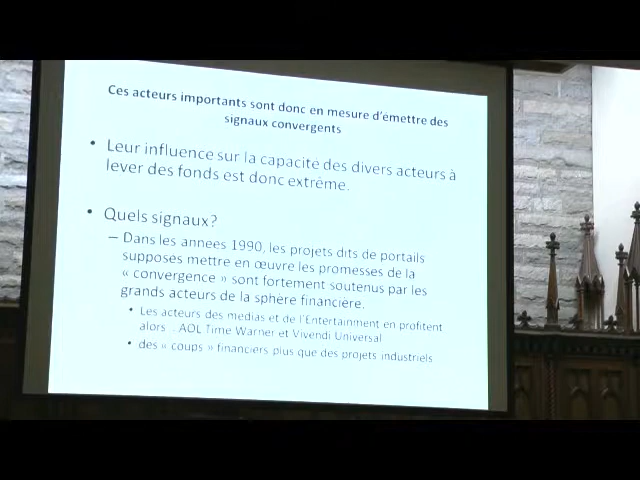 Ces acteurs importants sont donc en mesure d'émettre des
signaux convergents
• Leur influence sur la capacité des divers acteurs à
lever des fonds est donc extrême.
• Quels signaux?
– Dans les annees 1990, les projets dits de portails
supposés mettre en œuvre les promesses de la
« convergence » sont fortement soutenus par les
grands acteurs de la sphère financière.
• Les acteurs des medias et de l'Entertainment en profitent
alors : AOL Time Warner et Vivendi Universal
• des « coups » financiers plus que des projets industriels